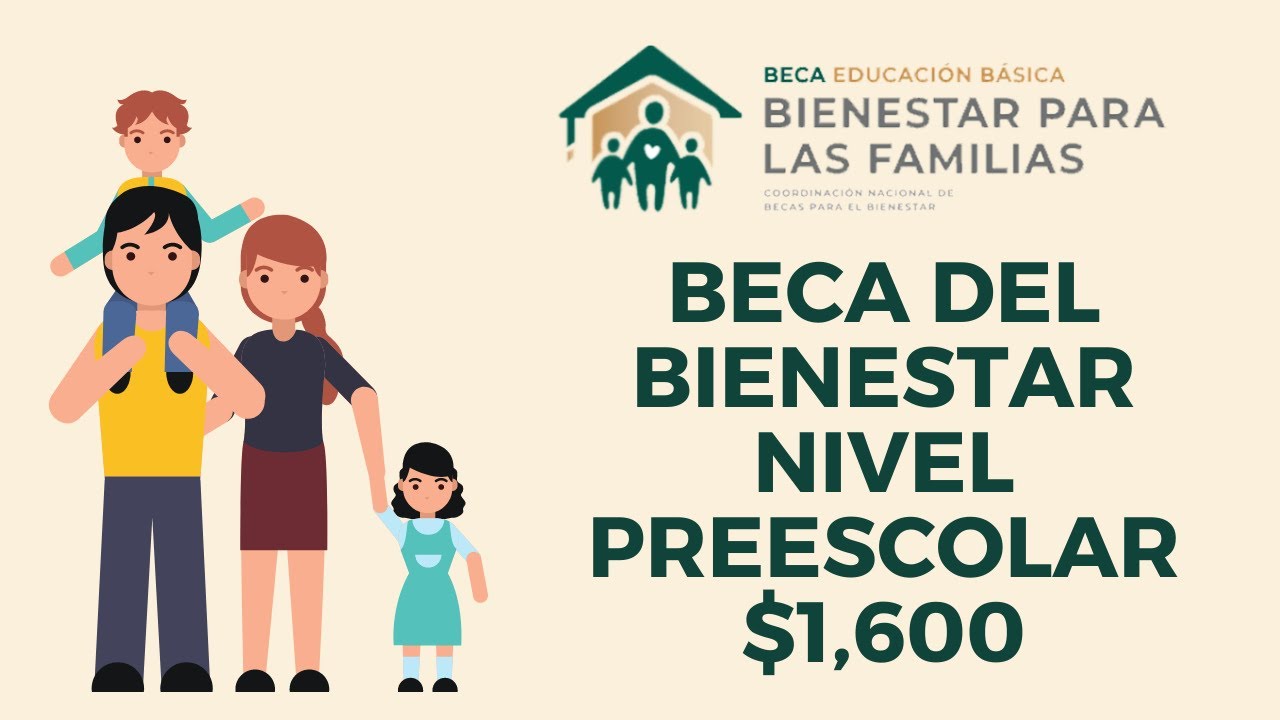 BECA EDUCACIÓN BÁSICA
BIENESTAR PARA
LAS FAMILIAS
COORDINACIÓN NACIONAL DE
BECAS PARA EL BIENESTAR
BECA DEL
BIENESTAR
NIVEL
PREESCOLAR
$1,600